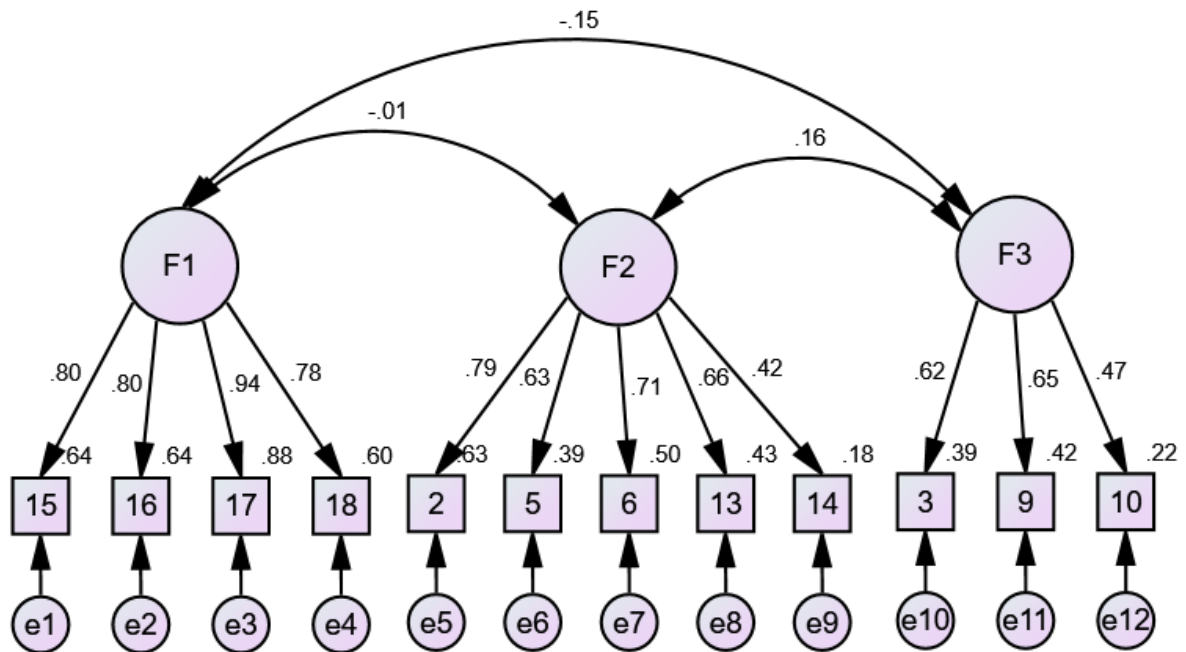 -.15
-.01
.16
F1
F2
F3
.80
.80
.94
.78
.79
.63
.71
.66
.42
.62
.65
.47
.64
.64
.88
.60
.63
.39
.50
.43
.18
.39
.42
.22
15
16
17
18
2
5
6
13
14
3
9
10
e1
e2
e3
e4
e5
e6
e7
e8
e9
e10
e11
e12